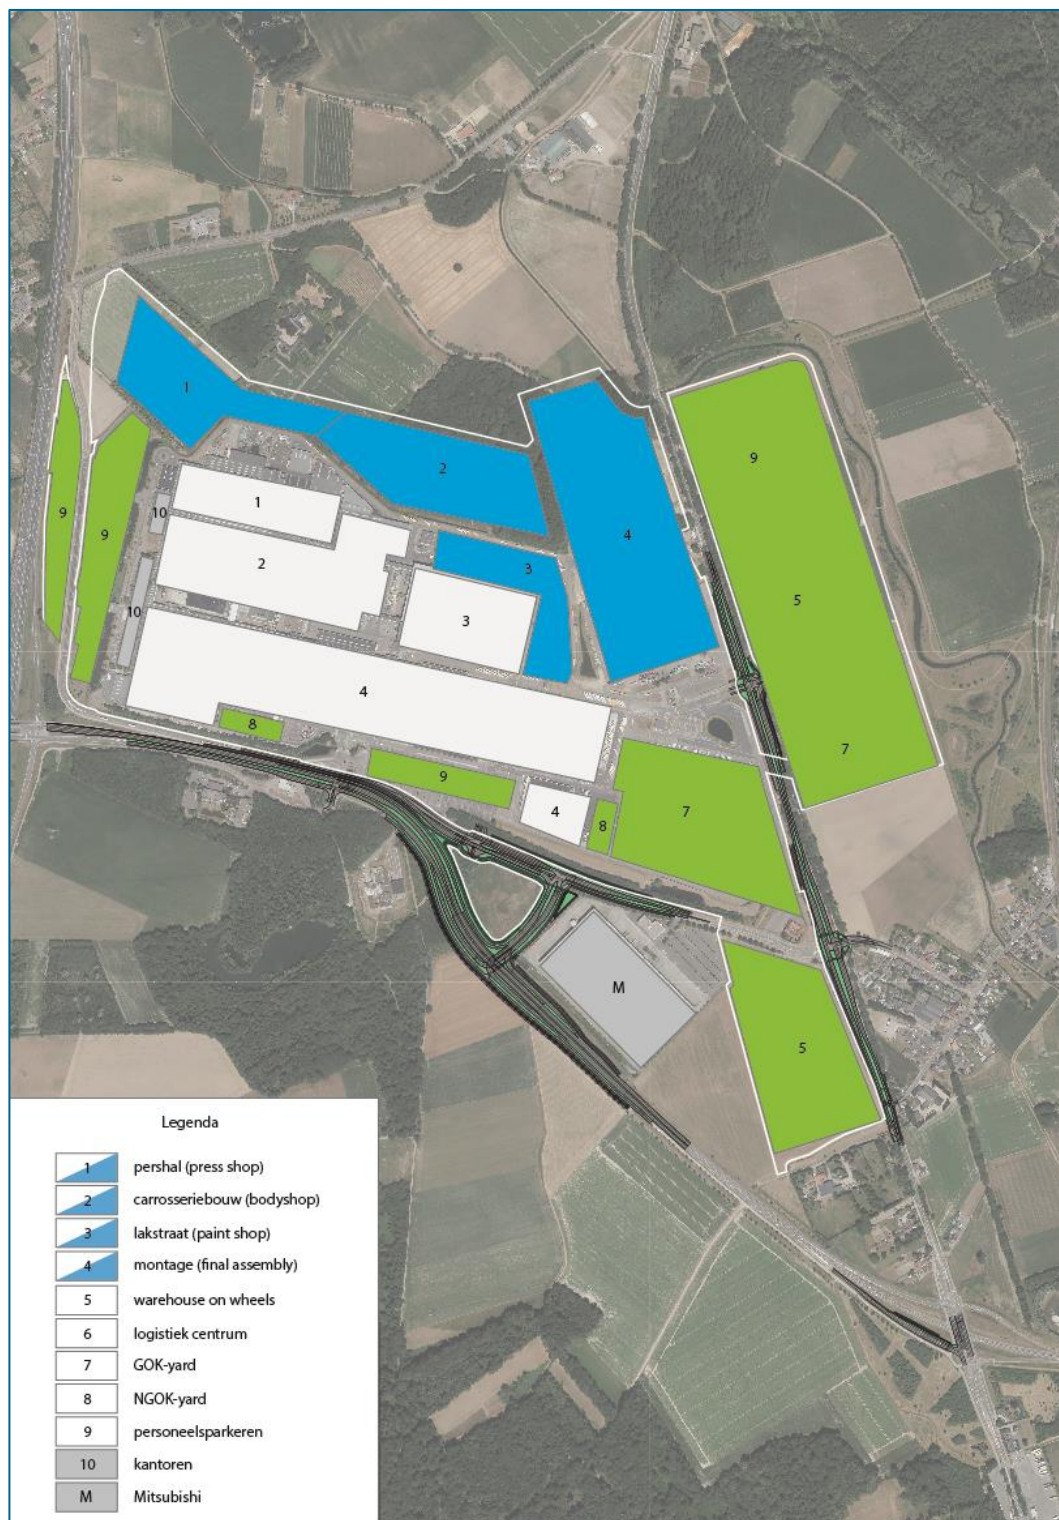 1
2
9
4
9
1
10
9
2
3
5
3
10
4
8
9
7
4
8
7
M
5
Legenda
1 pershal (press shop)
2 carrosseriebouw (bodyshop)
3 lakstraat (paint shop)
4 montage (final assembly)
5 warehouse on wheels
6 logistiek centrum
7 GOK-yard
8 NGOK-yard
9 personeelsparkeren
10 kantoren
M Mitsubishi